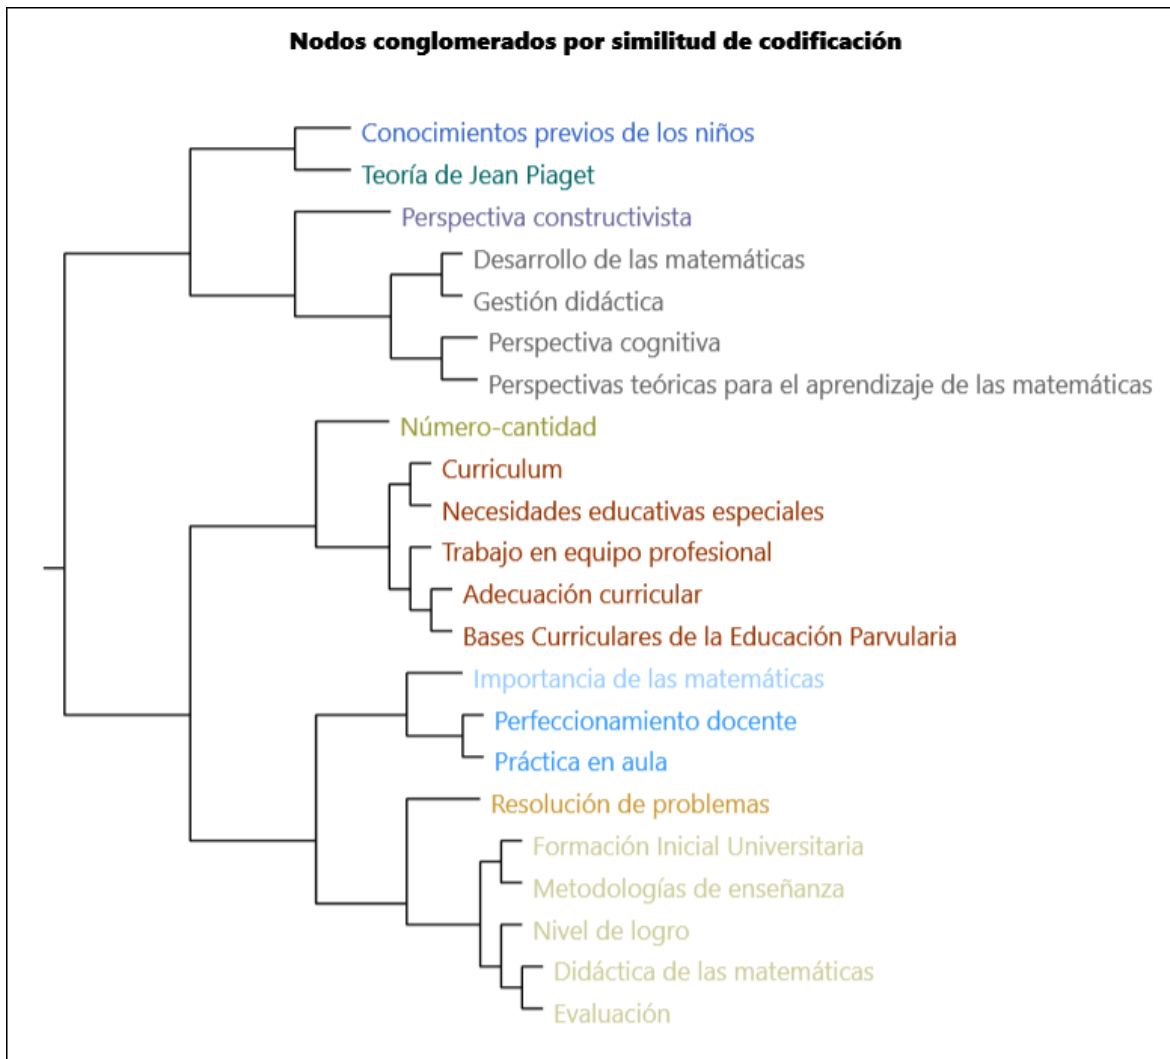 Nodos conglomerados por similitud de codificación
Conocimientos previos de los niños
Teoría de Jean Piaget
Perspectiva constructivista
Desarrollo de las matemáticas
Gestión didáctica
Perspectiva cognitiva
Perspectivas teóricas para el aprendizaje de las matemáticas
Número-cantidad
Curriculum
Necesidades educativas especiales
Trabajo en equipo profesional
Adecuación curricular
Bases Curriculares de la Educación Parvularia
Importancia de las matemáticas
Perfeccionamiento docente
Práctica en aula
Resolución de problemas
Formación Inicial Universitaria
Metodologías de enseñanza
Nivel de logro
Didáctica de las matemáticas
Evaluación